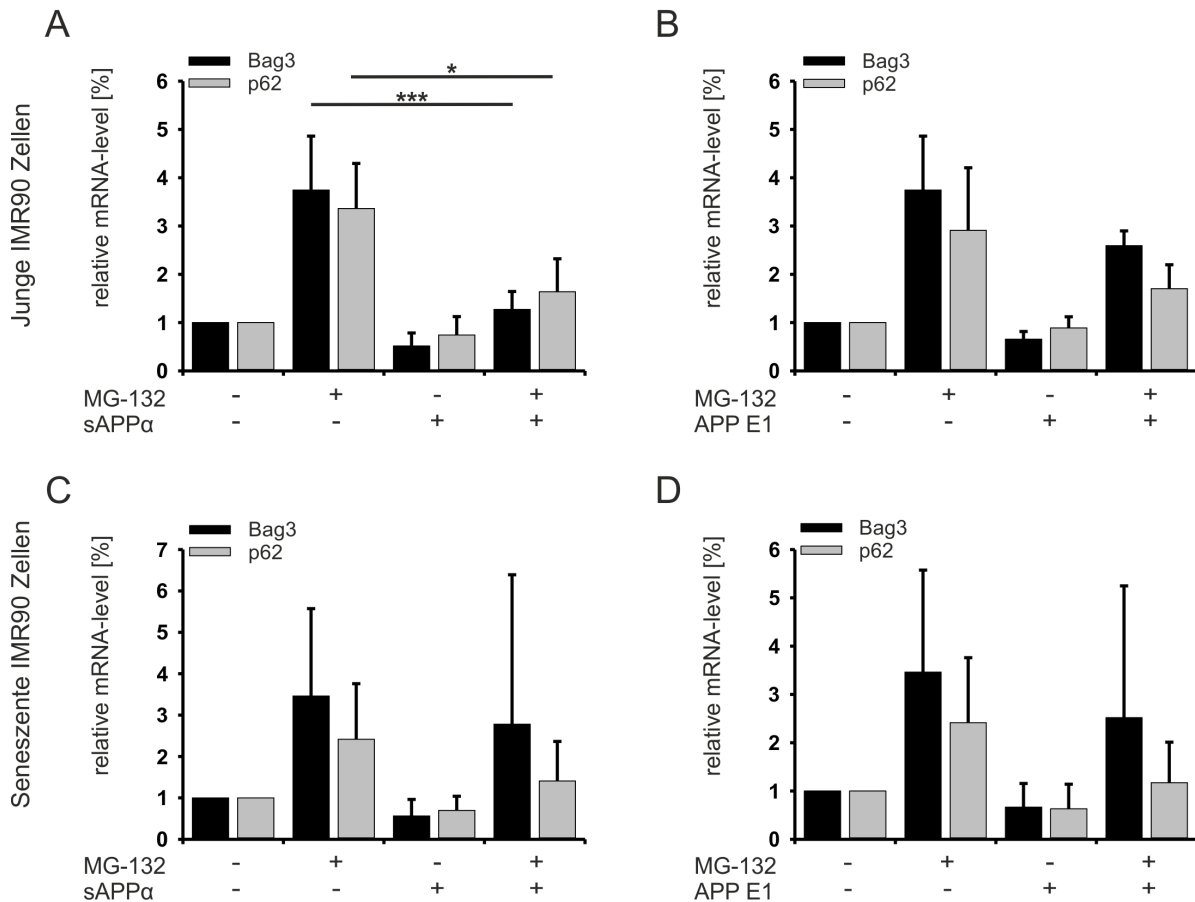 A
Bag3
p62
*
***
relative mRNA-level [%]
6
5
4
3
2
1
0
MG-132 - + - +
sAPPα - - + +
Junge IMR90 Zellen
B
Bag3
p62
relative mRNA-level [%]
6
5
4
3
2
1
0
MG-132 - + - +
APP E1 - - + +
C
Bag3
p62
relative mRNA-level [%]
7
6
5
4
3
2
1
0
MG-132 - + - +
sAPPα - - + +
Seneszente IMR90 Zellen
D
Bag3
p62
relative mRNA-level [%]
6
5
4
3
2
1
0
MG-132 - + - +
APP E1 - - + +